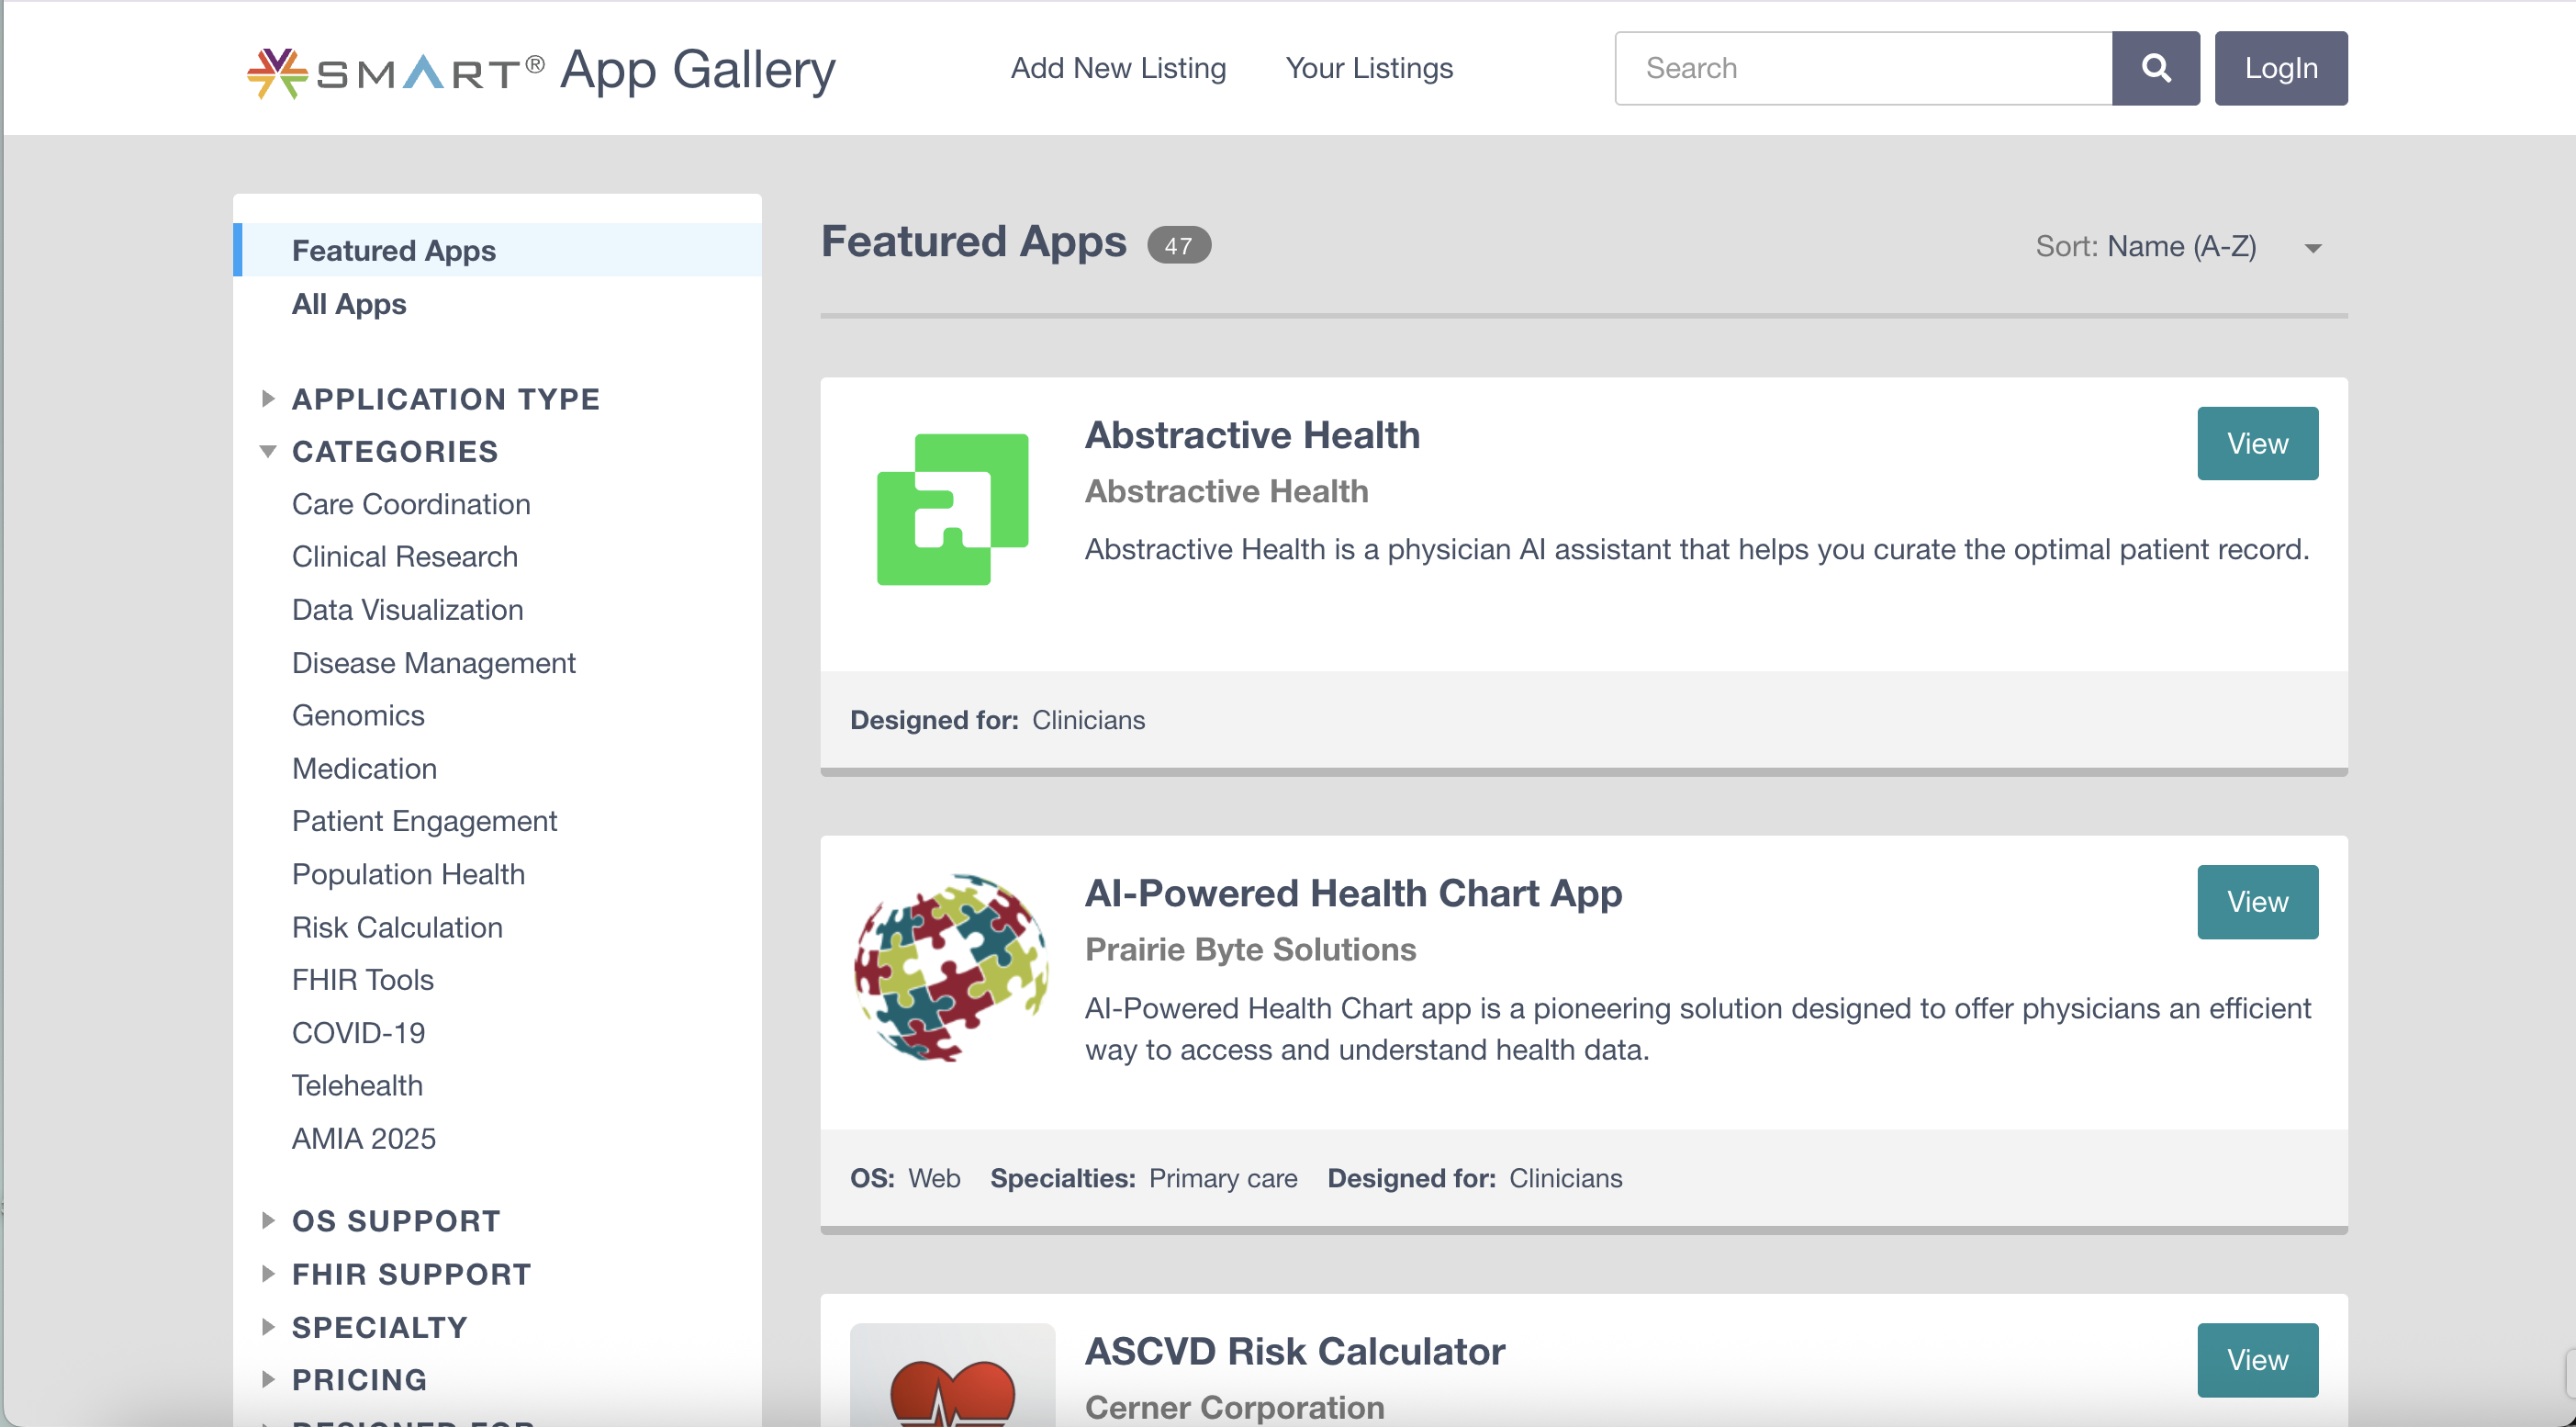 SMART® App Gallery
Add New Listing
Your Listings
Search
LogIn
Featured Apps
All Apps
APPLICATION TYPE
CATEGORIES
Care Coordination
Clinical Research
Data Visualization
Disease Management
Genomics
Medication
Patient Engagement
Population Health
Risk Calculation
FHIR Tools
COVID-19
Telehealth
AMIA 2025
OS SUPPORT
FHIR SUPPORT
SPECIALTY
PRICING
DESIGNED FOR
Featured Apps 47
Sort: Name (A-Z)
Abstractive Health
View
Abstractive Health
Abstractive Health is a physician AI assistant that helps you curate the optimal patient record.
Designed for: Clinicians
AI-Powered Health Chart App
View
Prairie Byte Solutions
AI-Powered Health Chart app is a pioneering solution designed to offer physicians an efficient
way to access and understand health data.
OS: Web Specialties: Primary care Designed for: Clinicians
ASCVD Risk Calculator
View
Cerner Corporation